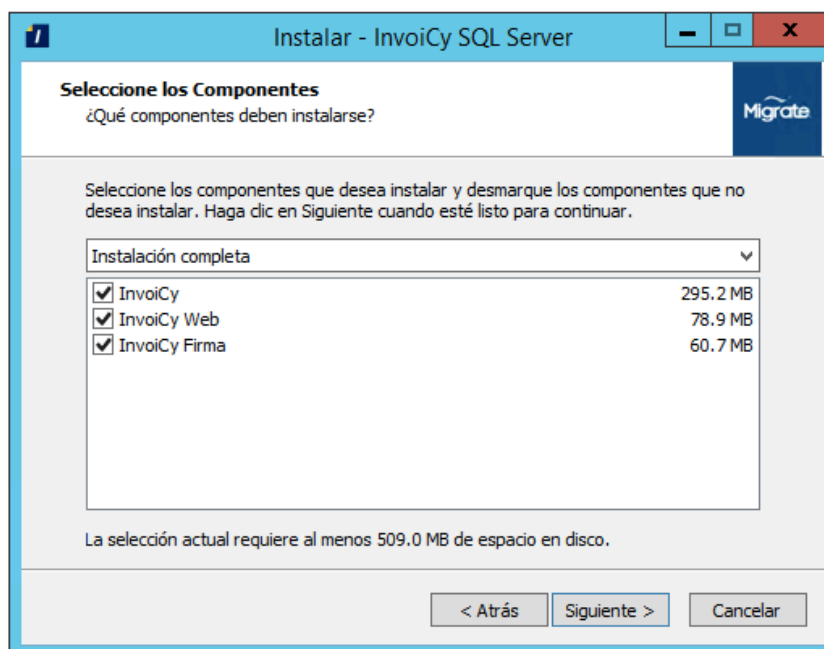 Instalar - InvoiCy SQL Server
Seleccione los Componentes
¿Qué componentes deben instalarse?
Migrate
Seleccione los componentes que desea instalar y desmarque los componentes que no
desea instalar. Haga clic en Siguiente cuando esté listo para continuar.
Instalación completa
InvoiCy 295.2 MB
InvoiCy Web 78.9 MB
InvoiCy Firma 60.7 MB
La selección actual requiere al menos 509.0 MB de espacio en disco.
< Atrás Siguiente > Cancelar